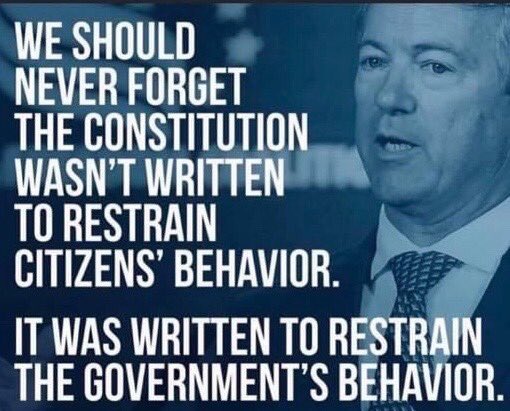 WE SHOULD
NEVER FORGET
THE CONSTITUTION
WASN'T WRITTEN
TO RESTRAIN
CITIZENS' BEHAVIOR.
IT WAS WRITTEN TO RESTRAIN
THE GOVERNMENT'S BEHAVIOR.